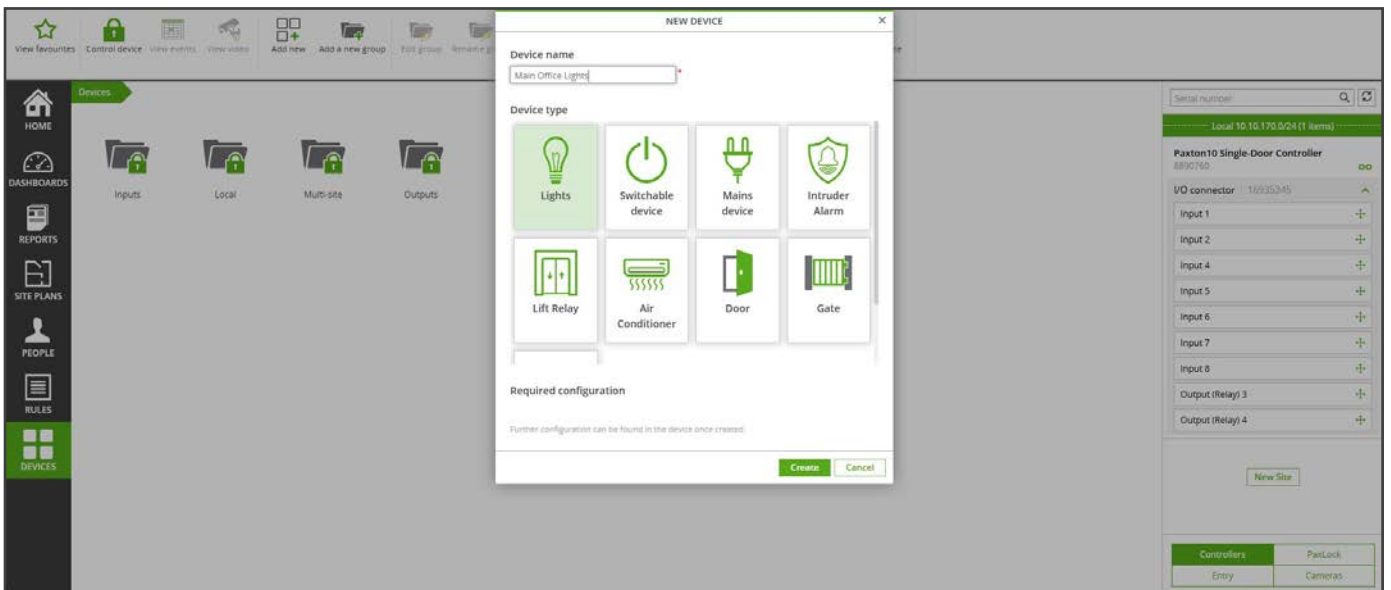 NEW DEVICE
View favourites
Control device
View events
View video
Add new
Add a new group
Edit group
Device name
Main Office Lights
*
Device type
Lights
Switchable device
Mains device
Intruder Alarm
Lift Relay
Air Conditioner
Door
Gate
Required configuration
Further configuration can be found in the device once created.
Create
Cancel
HOME
DASHBOARDS
REPORTS
SITE PLANS
PEOPLE
RULES
DEVICES
Devices
Inputs
Local
Multi-site
Outputs
Serial number
Local 10.10.170.0/24 (1 items)
Paxton10 Single-Door Controller
8890760
I/O connector
16935345
Input 1
Input 2
Input 4
Input 5
Input 6
Input 7
Input 8
Output (Relay) 3
Output (Relay) 4
New Site
Controllers
PaxLock
Entry
Cameras